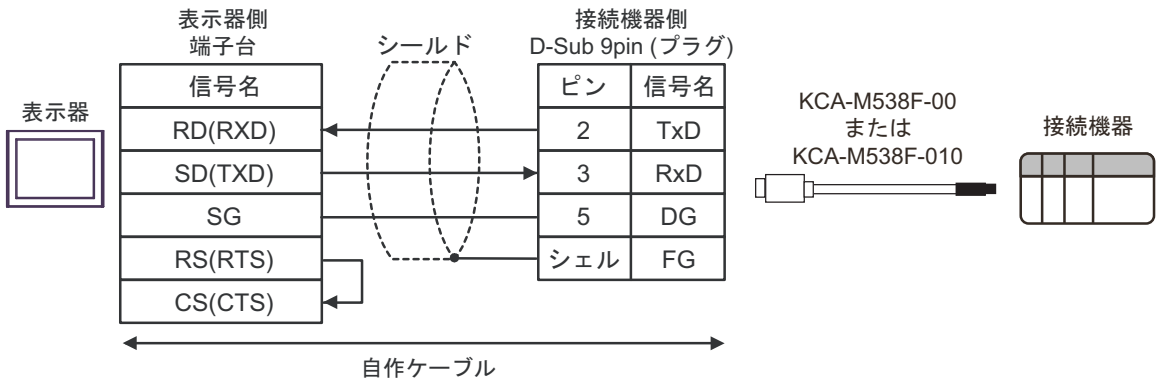 表示器側
端子台
シールド
接続機器側
D-Sub 9pin (プラグ)
表示器
信号名
ピン 信号名
RD(RXD) 2 TxD
SD(TXD) 3 RxD
SG 5 DG
RS(RTS) シェル FG
CS(CTS)
自作ケーブル
KCA-M538F-00
または
KCA-M538F-010
接続機器